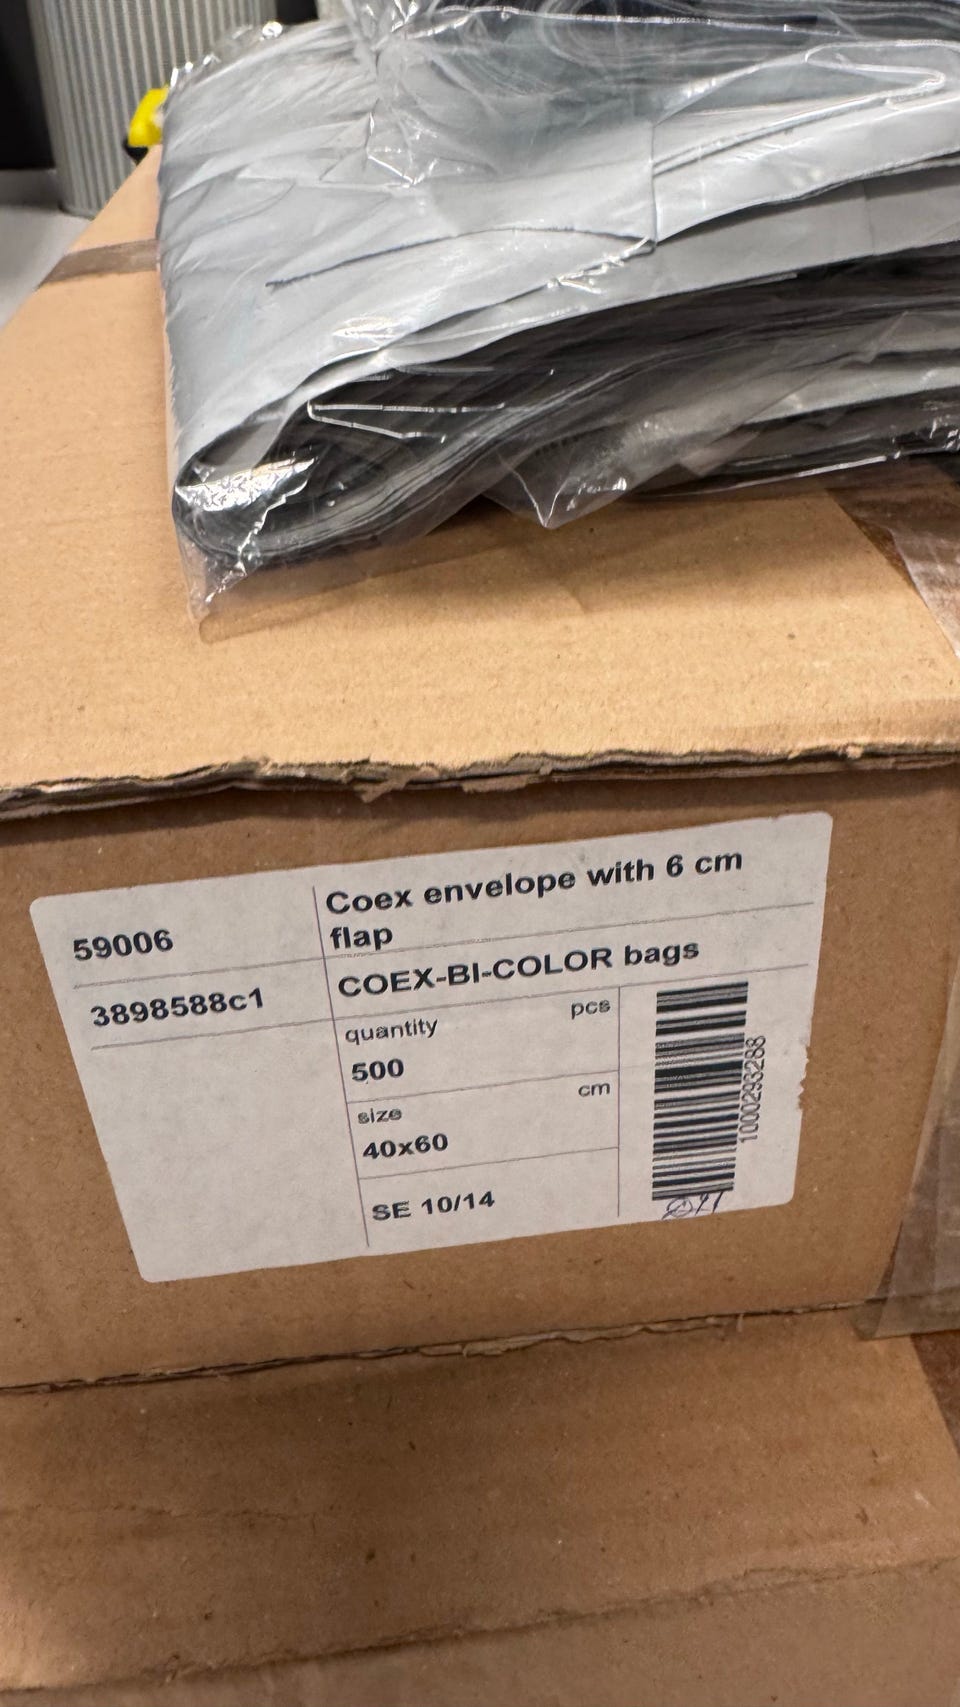 59006
Coex envelope with 6 cm
flap
3898588c1
COEX-BI-COLOR bags
quantity
pcs
500
size
cm
40x60
SE 10/14
1000293288